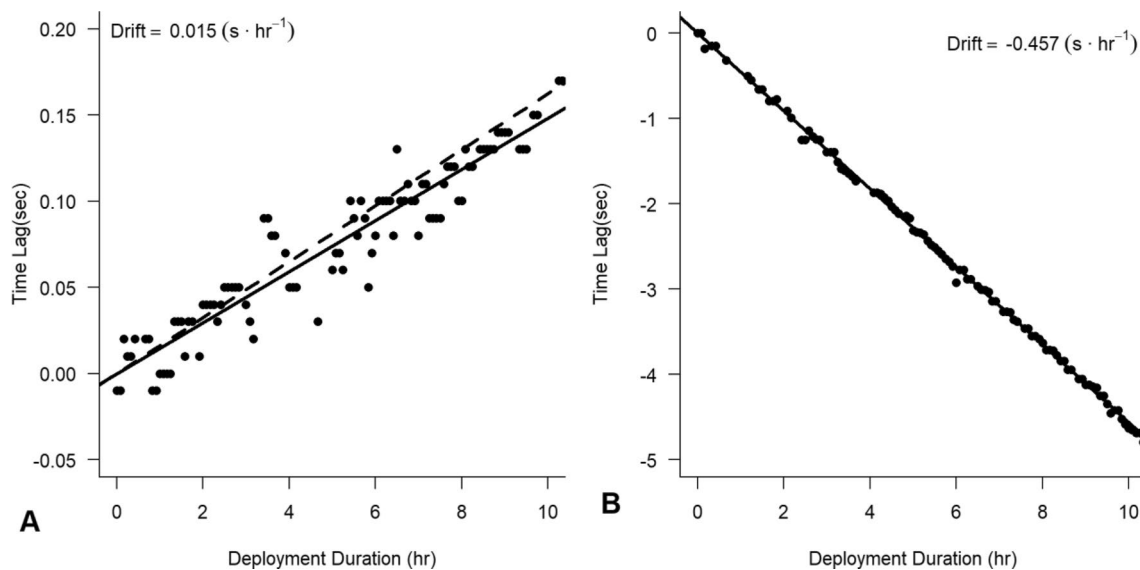 Drift = 0.015 (s · hr⁻¹)
0.20
0.15
0.10
0.05
0.00
-0.05
Time Lag(sec)
0 2 4 6 8 10
Deployment Duration (hr)
A
Drift = -0.457 (s · hr⁻¹)
0
-1
-2
-3
-4
-5
Time Lag(sec)
0 2 4 6 8 10
Deployment Duration (hr)
B